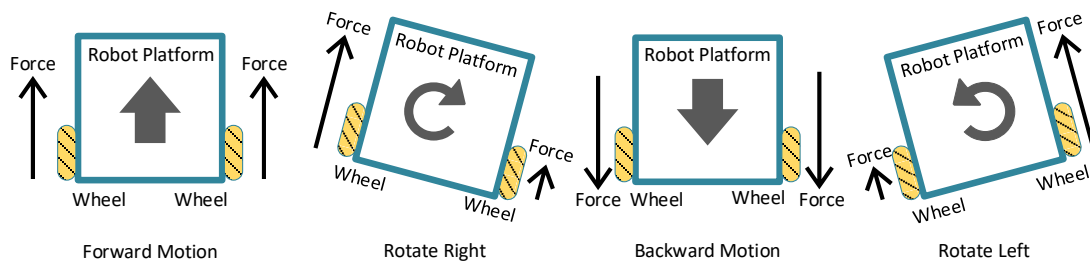 Force
Robot Platform
Force
Wheel
Wheel
Forward Motion
Force
Robot Platform
Force
Wheel
Wheel
Rotate Right
Robot Platform
Force
Wheel
Wheel
Force
Backward Motion
Force
Robot Platform
Force
Wheel
Wheel
Rotate Left